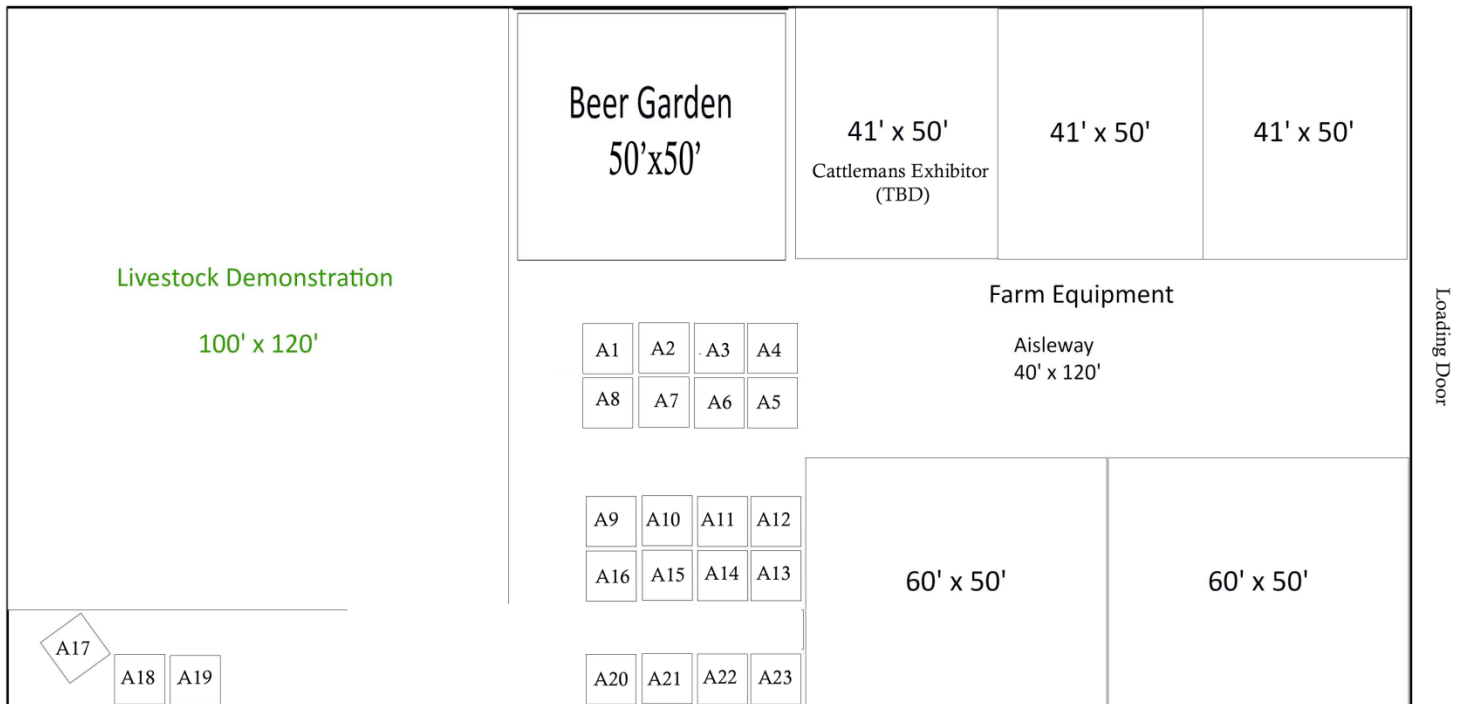 Beer Garden
50’x50’
41' x 50'
Cattlemans Exhibitor
(TBD)
41' x 50'
41' x 50'
Livestock Demonstration
100' x 120'
Farm Equipment
Aisleway
40' x 120'
Loading Door
A1 A2 A3 A4
A8 A7 A6 A5
A9 A10 A11 A12
A16 A15 A14 A13
60' x 50'
60' x 50'
A17
A18 A19
A20 A21 A22 A23